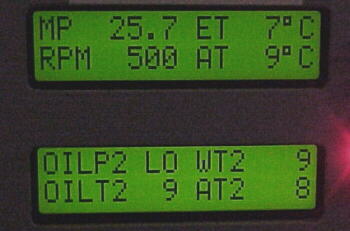 MP 25.7 ET 7°C
RPM 500 AT 9°C
OILP2 LO WT2 9
OILT2 9 AT2 8